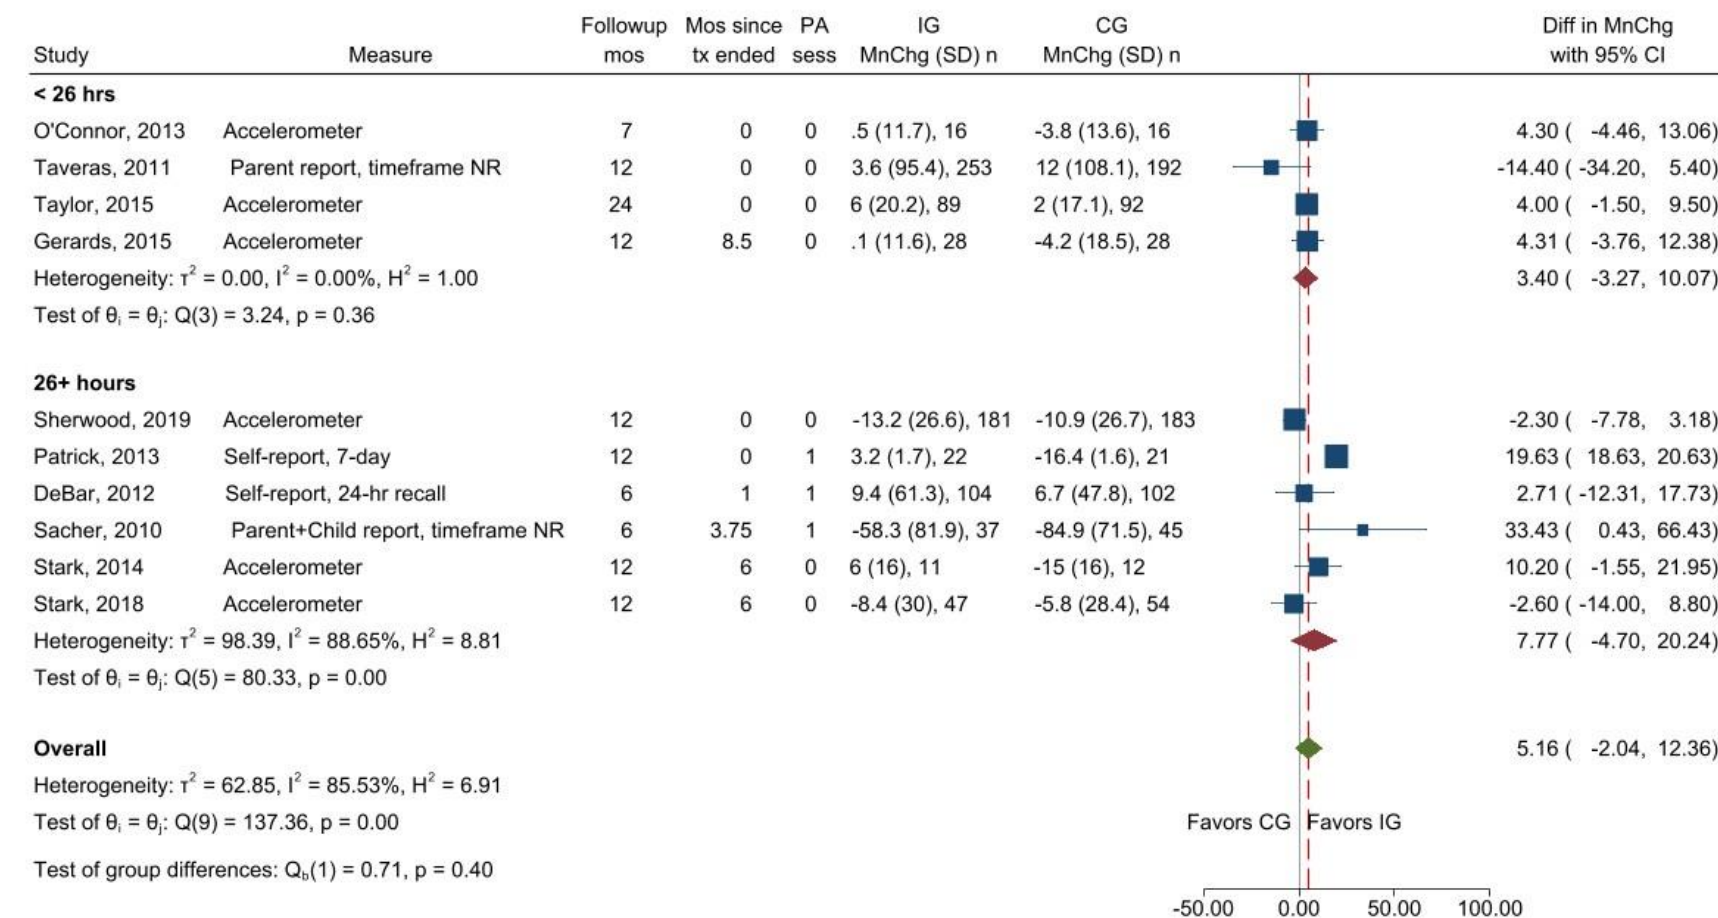 Followup Mos since PA IG CG Diff in MnChg
Study Measure mos tx ended sess MnChg (SD) n MnChg (SD) n with 95% CI
< 26 hrs
O'Connor, 2013 Accelerometer 7 0 0 .5 (11.7), 16 -3.8 (13.6), 16 4.30 ( -4.46, 13.06)
Taveras, 2011 Parent report, timeframe NR 12 0 0 3.6 (95.4), 253 12 (108.1), 192 -14.40 ( -34.20, 5.40)
Taylor, 2015 Accelerometer 24 0 0 6 (20.2), 89 2 (17.1), 92 4.00 ( -1.50, 9.50)
Gerards, 2015 Accelerometer 12 8.5 0 .1 (11.6), 28 -4.2 (18.5), 28 4.31 ( -3.76, 12.38)
Heterogeneity: τ² = 0.00, I² = 0.00%, H² = 1.00 3.40 ( -3.27, 10.07)
Test of θᵢ = θⱼ: Q(3) = 3.24, p = 0.36
26+ hours
Sherwood, 2019 Accelerometer 12 0 0 -13.2 (26.6), 181 -10.9 (26.7), 183 -2.30 ( -7.78, 3.18)
Patrick, 2013 Self-report, 7-day 12 0 1 3.2 (1.7), 22 -16.4 (1.6), 21 19.63 ( 18.63, 20.63)
DeBar, 2012 Self-report, 24-hr recall 6 1 1 9.4 (61.3), 104 6.7 (47.8), 102 2.71 ( -12.31, 17.73)
Sacher, 2010 Parent+Child report, timeframe NR 6 3.75 1 -58.3 (81.9), 37 -84.9 (71.5), 45 33.43 ( 0.43, 66.43)
Stark, 2014 Accelerometer 12 6 0 6 (16), 11 -15 (16), 12 10.20 ( -1.55, 21.95)
Stark, 2018 Accelerometer 12 6 0 -8.4 (30), 47 -5.8 (28.4), 54 -2.60 ( -14.00, 8.80)
Heterogeneity: τ² = 98.39, I² = 88.65%, H² = 8.81 7.77 ( -4.70, 20.24)
Test of θᵢ = θⱼ: Q(5) = 80.33, p = 0.00
Overall 5.16 ( -2.04, 12.36)
Heterogeneity: τ² = 62.85, I² = 85.53%, H² = 6.91
Test of θᵢ = θⱼ: Q(9) = 137.36, p = 0.00 Favors CG Favors IG
Test of group differences: Q_b(1) = 0.71, p = 0.40
-50.00 0.00 50.00 100.00